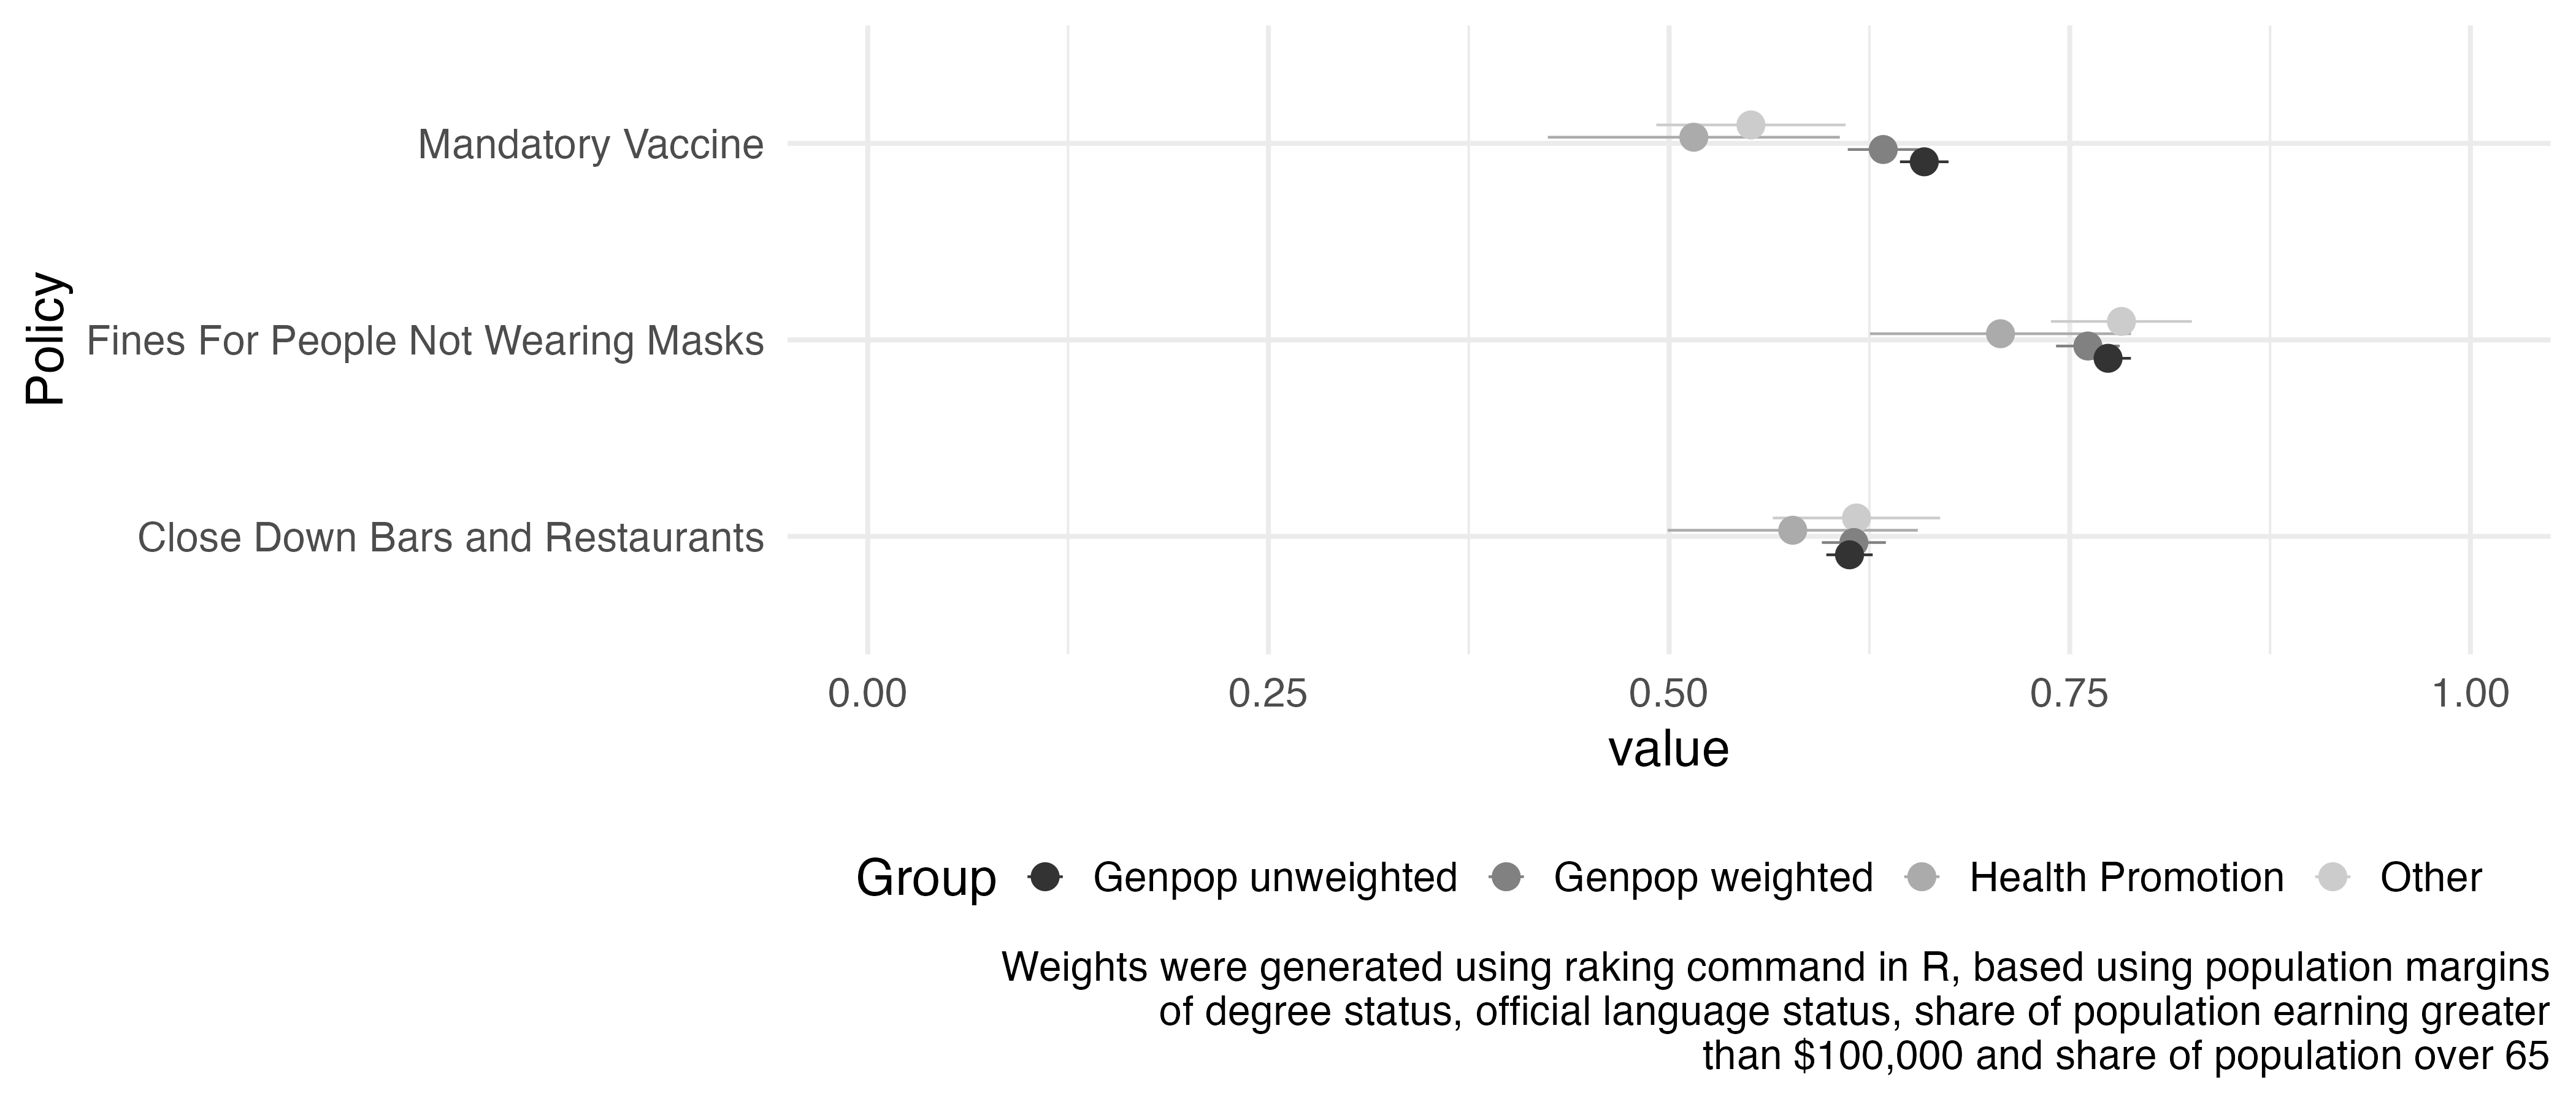 Mandatory Vaccine
Fines For People Not Wearing Masks
Close Down Bars and Restaurants
Policy
0.00 0.25 0.50 0.75 1.00
value
Group Genpop unweighted Genpop weighted Health Promotion Other
Weights were generated using raking command in R, based using population margins
of degree status, official language status, share of population earning greater
than $100,000 and share of population over 65